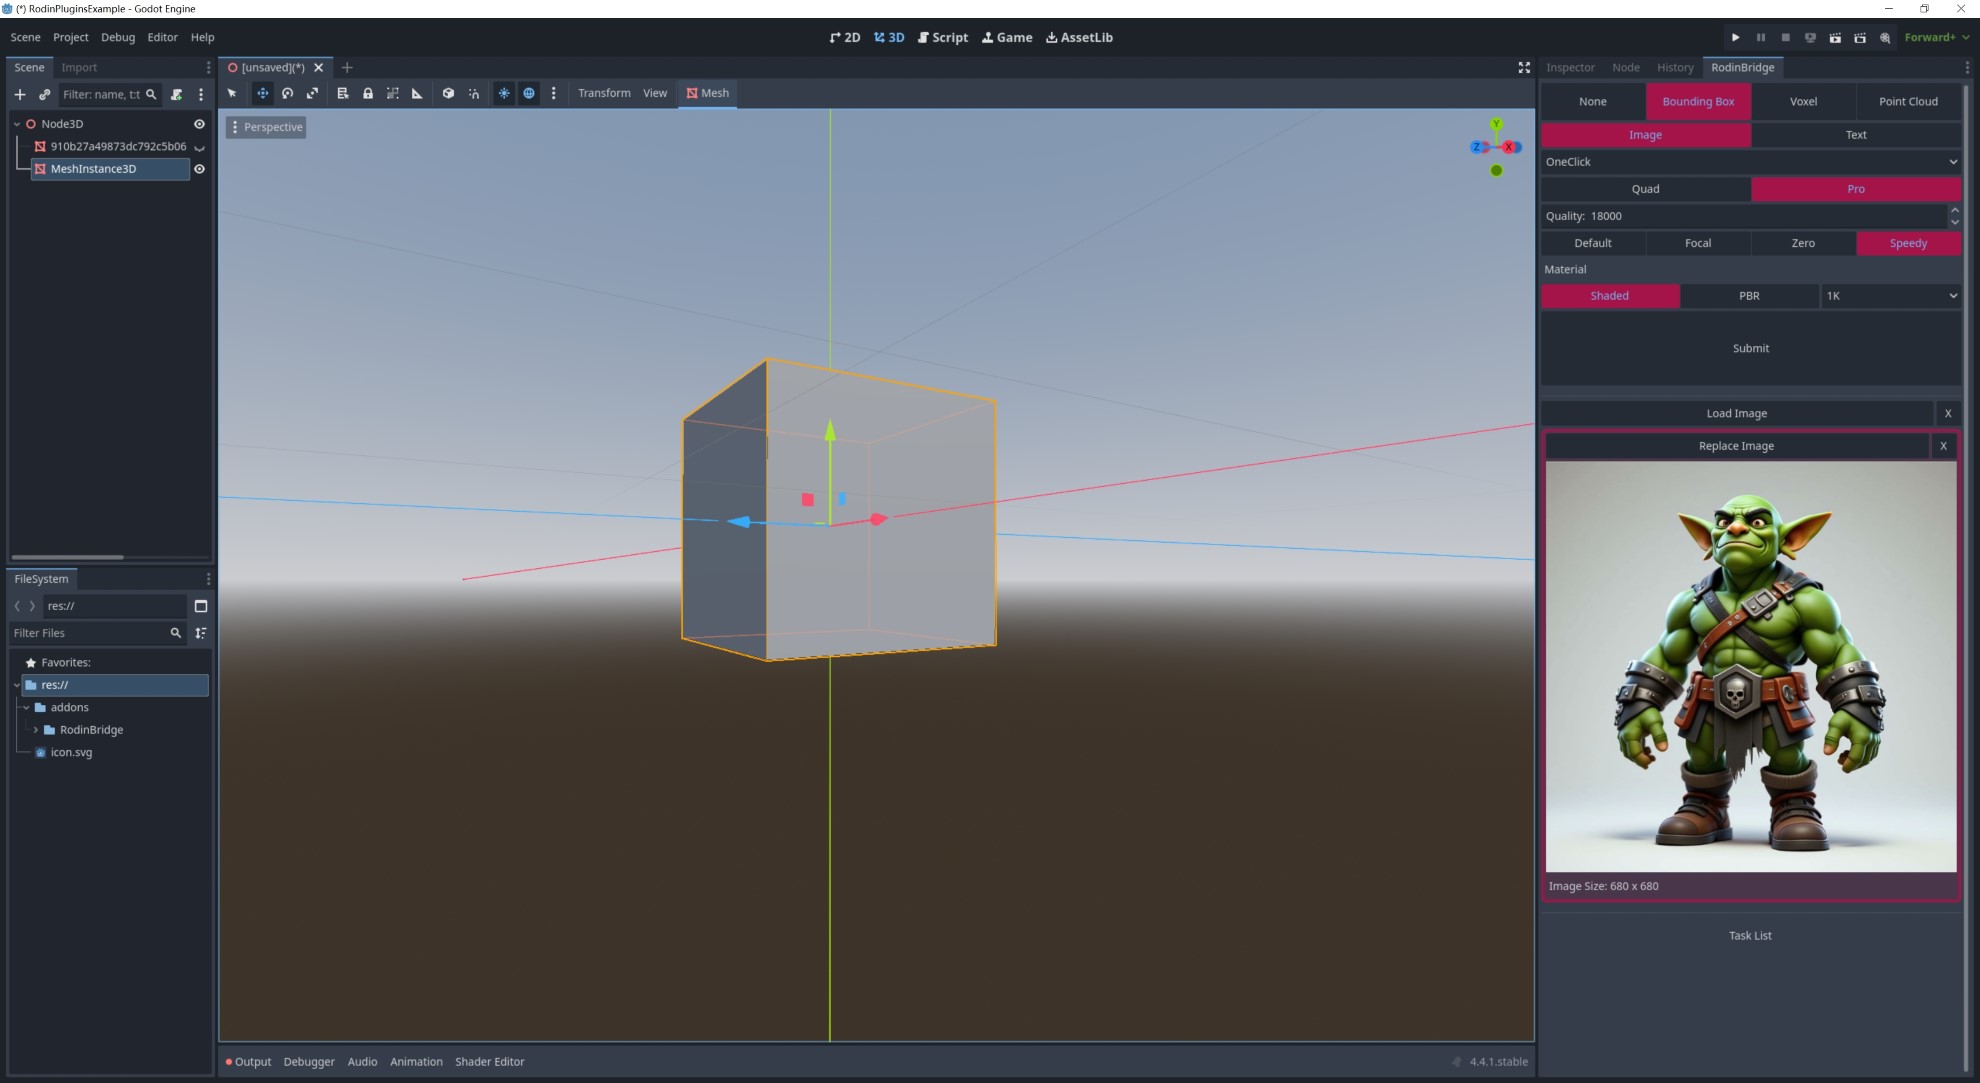 (*) RodinPluginsExample - Godot Engine
Scene Project Debug Editor Help
2D 3D Script Game AssetLib
Forward+
Scene Import
Filter: name, t:t
Node3D
910b27a49873dc792c5b06
MeshInstance3D
FileSystem
res://
Filter Files
Favorites:
res://
addons
RodinBridge
icon.svg
[unsaved](*)
Transform View Mesh
Perspective
Y
Z X
Output Debugger Audio Animation Shader Editor
4.4.1.stable
Inspector Node History RodinBridge
None Bounding Box Voxel Point Cloud
Image Text
OneClick
Quad Pro
Quality: 18000
Default Focal Zero Speedy
Material
Shaded PBR 1K
Submit
Load Image X
Replace Image X
Image Size: 680 x 680
Task List